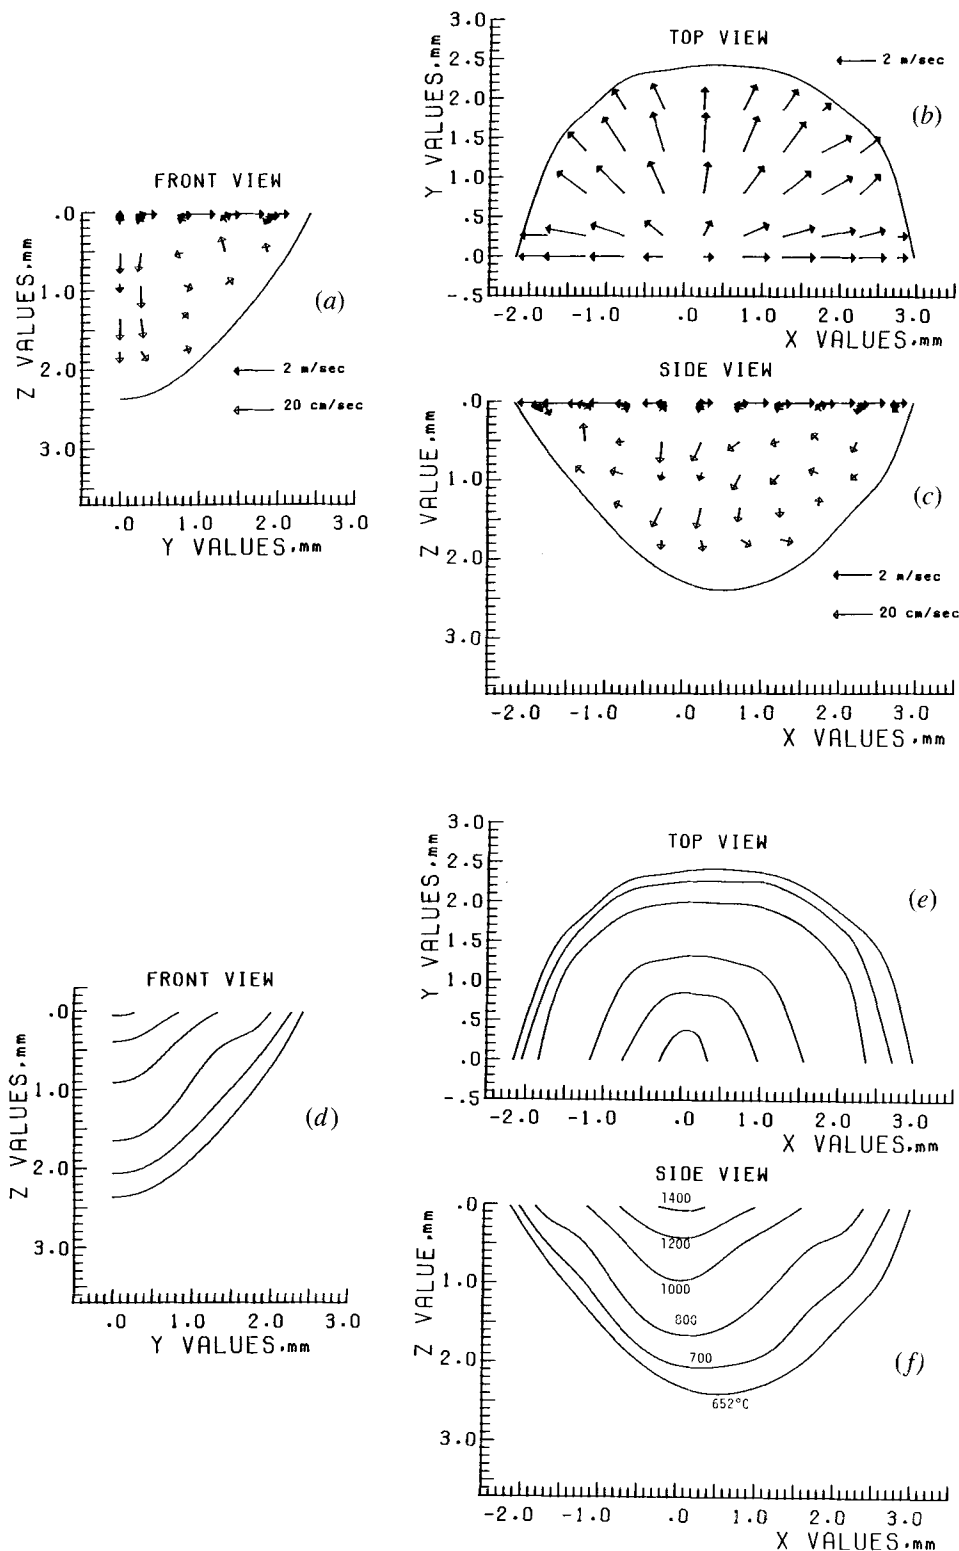 FRONT VIEW
.0
1.0
2.0
3.0
Z VALUES,mm
.0 1.0 2.0 3.0
Y VALUES,mm
2 m/sec
20 cm/sec
(a)
TOP VIEW
3.0
2.5
2.0
1.5
1.0
.5
.0
-.5
Y VALUES,mm
2 m/sec
(b)
-2.0 -1.0 .0 1.0 2.0 3.0
X VALUES,mm
SIDE VIEW
.0
1.0
2.0
3.0
Z VALUE,mm
(c)
2 m/sec
20 cm/sec
-2.0 -1.0 .0 1.0 2.0 3.0
X VALUES,mm
FRONT VIEW
.0
1.0
2.0
3.0
Z VALUES,mm
(d)
.0 1.0 2.0 3.0
Y VALUES,mm
TOP VIEW
3.0
2.5
2.0
1.5
1.0
.5
.0
-.5
Y VALUES,mm
(e)
-2.0 -1.0 .0 1.0 2.0 3.0
X VALUES,mm
SIDE VIEW
.0
1.0
2.0
3.0
Z VALUE,mm
1400
1200
1000
800
700
652°C
(f)
-2.0 -1.0 .0 1.0 2.0 3.0
X VALUES,mm